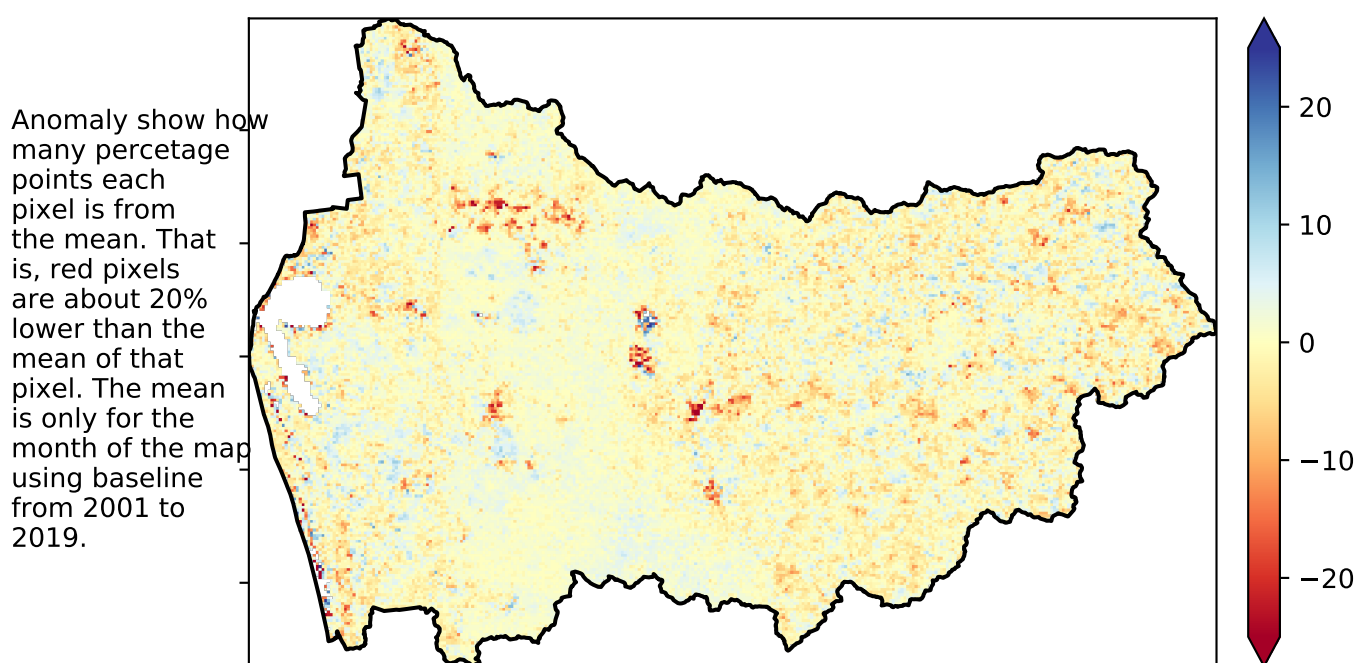 Anomaly show how
many percetage
points each
pixel is from
the mean. That
is, red pixels
are about 20%
lower than the
mean of that
pixel. The mean
is only for the
month of the map
using baseline
from 2001 to
2019.
20
10
0
−10
−20